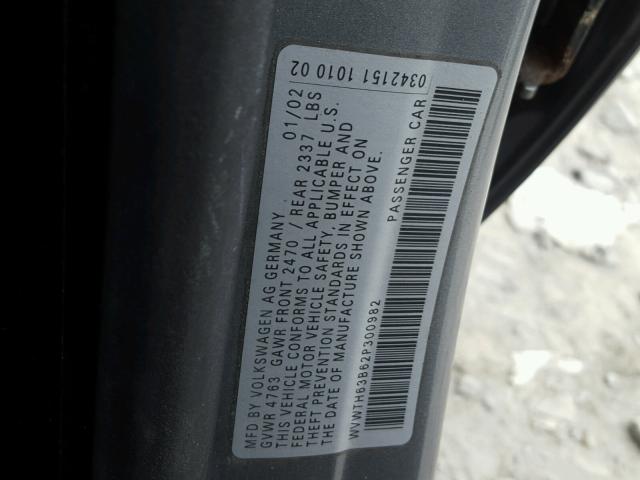 0342151 1010 02
MFD BY VOLKSWAGEN AG GERMANY 01/02
GVWR 4763 GAWR FRONT 2470 / REAR 2337 LBS
THIS VEHICLE CONFORMS TO ALL APPLICABLE U.S.
FEDERAL MOTOR VEHICLE SAFETY, BUMPER AND
THEFT PREVENTION STANDARDS IN EFFECT ON
THE DATE OF MANUFACTURE SHOWN ABOVE.
WVWTH63B62P300982 PASSENGER CAR